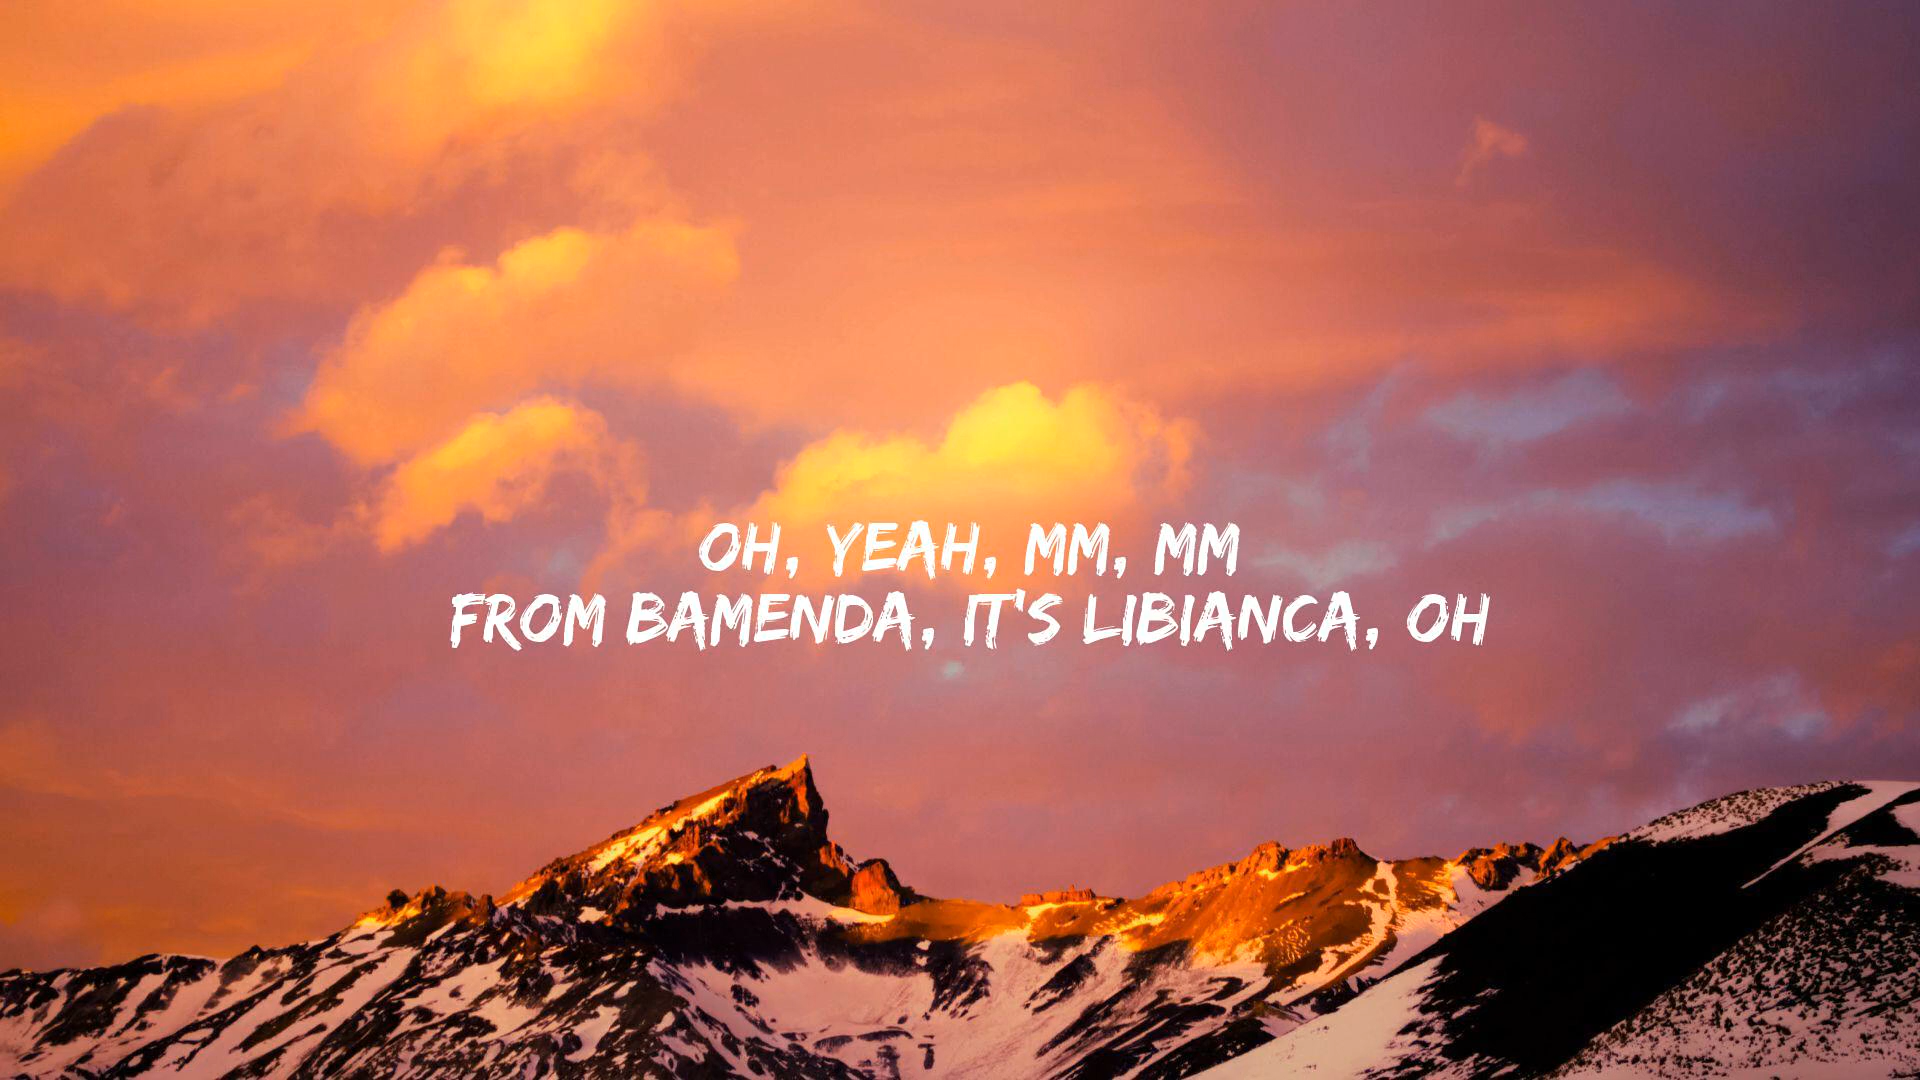 OH, YEAH, MM, MM
FROM BAMENDA, IT'S LIBIANCA, OH